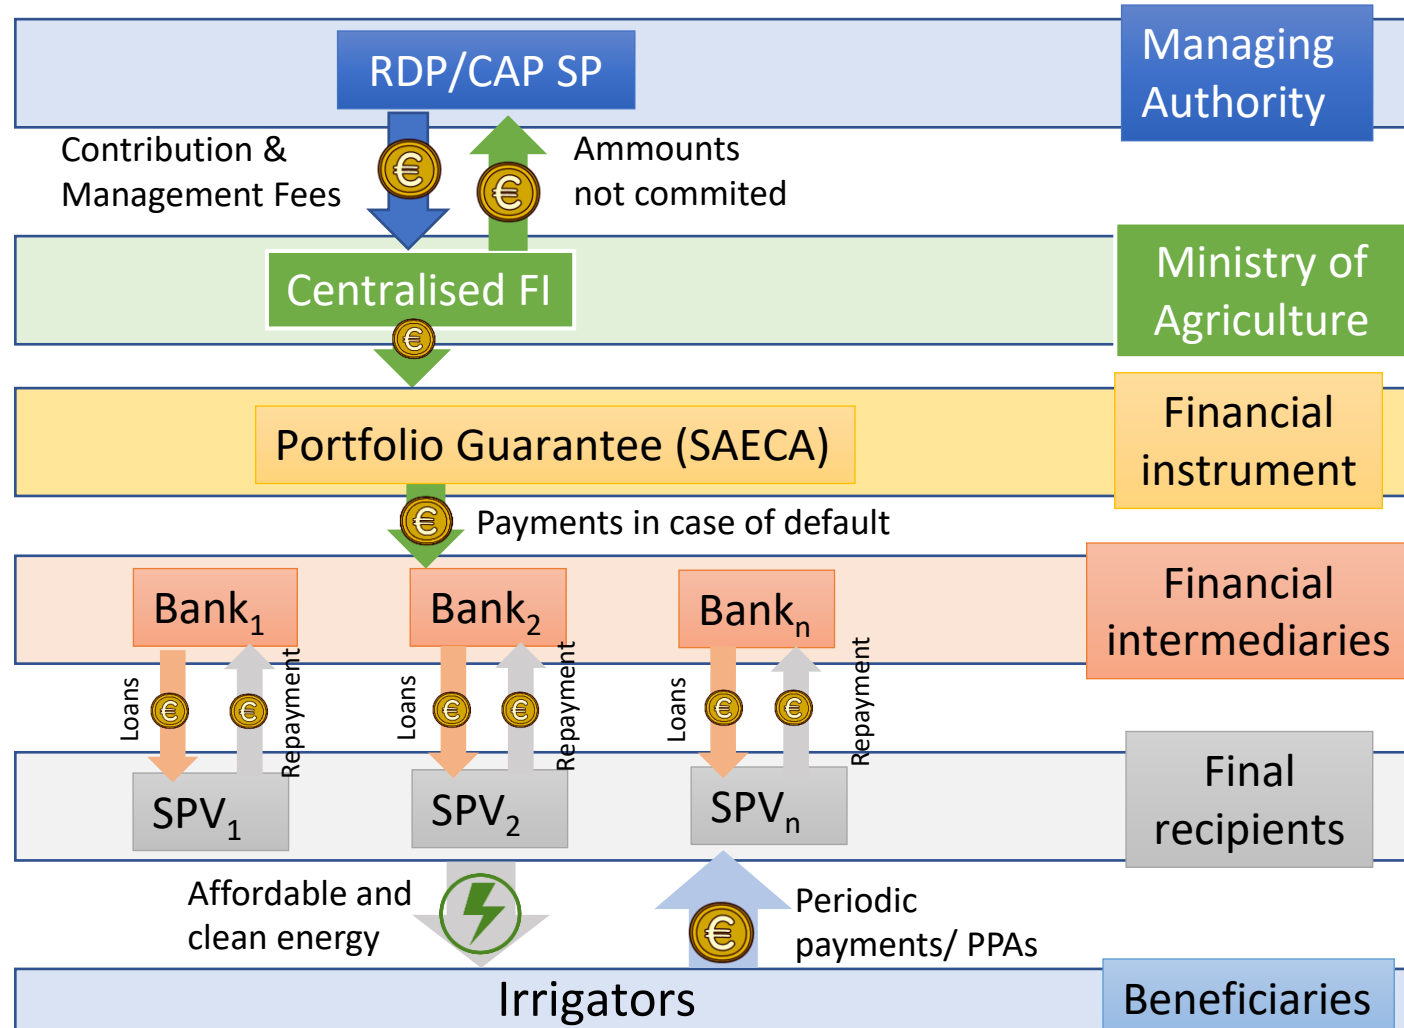 RDP/CAP SP
Managing
Authority
Contribution &
Management Fees
Ammounts
not commited
Centralised FI
Ministry of
Agriculture
Portfolio Guarantee (SAECA)
Financial
instrument
Payments in case of default
Bank1
Bank2
Bankn
Financial
intermediaries
Loans
Repayment
Loans
Repayment
Loans
Repayment
SPV1
SPV2
SPVn
Final
recipients
Affordable and
clean energy
Periodic
payments/ PPAs
Irrigators
Beneficiaries